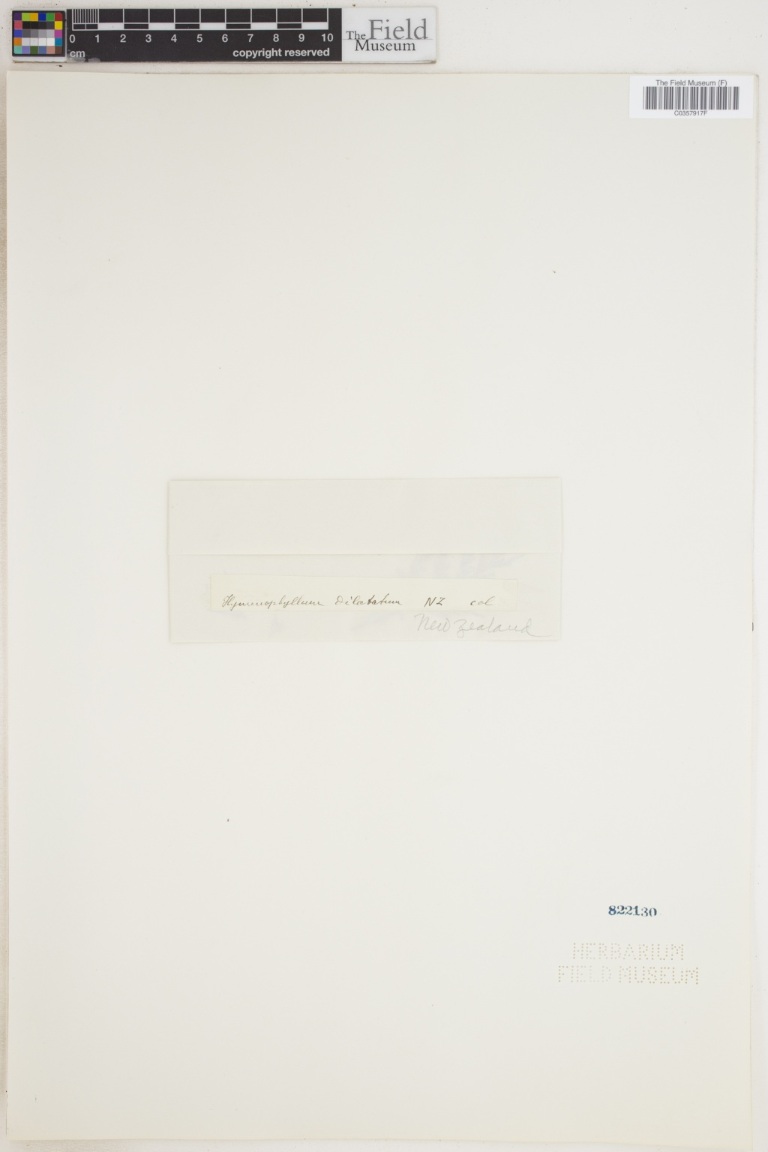 0 1 2 3 4 5 6 7 8 9 10
cm
copyright reserved
The Field
Museum
The Field Museum (F)
C0357917F
Hymenophyllum dilatatum NZ col
New Zealand
822130
HERBARIUM
FIELD MUSEUM